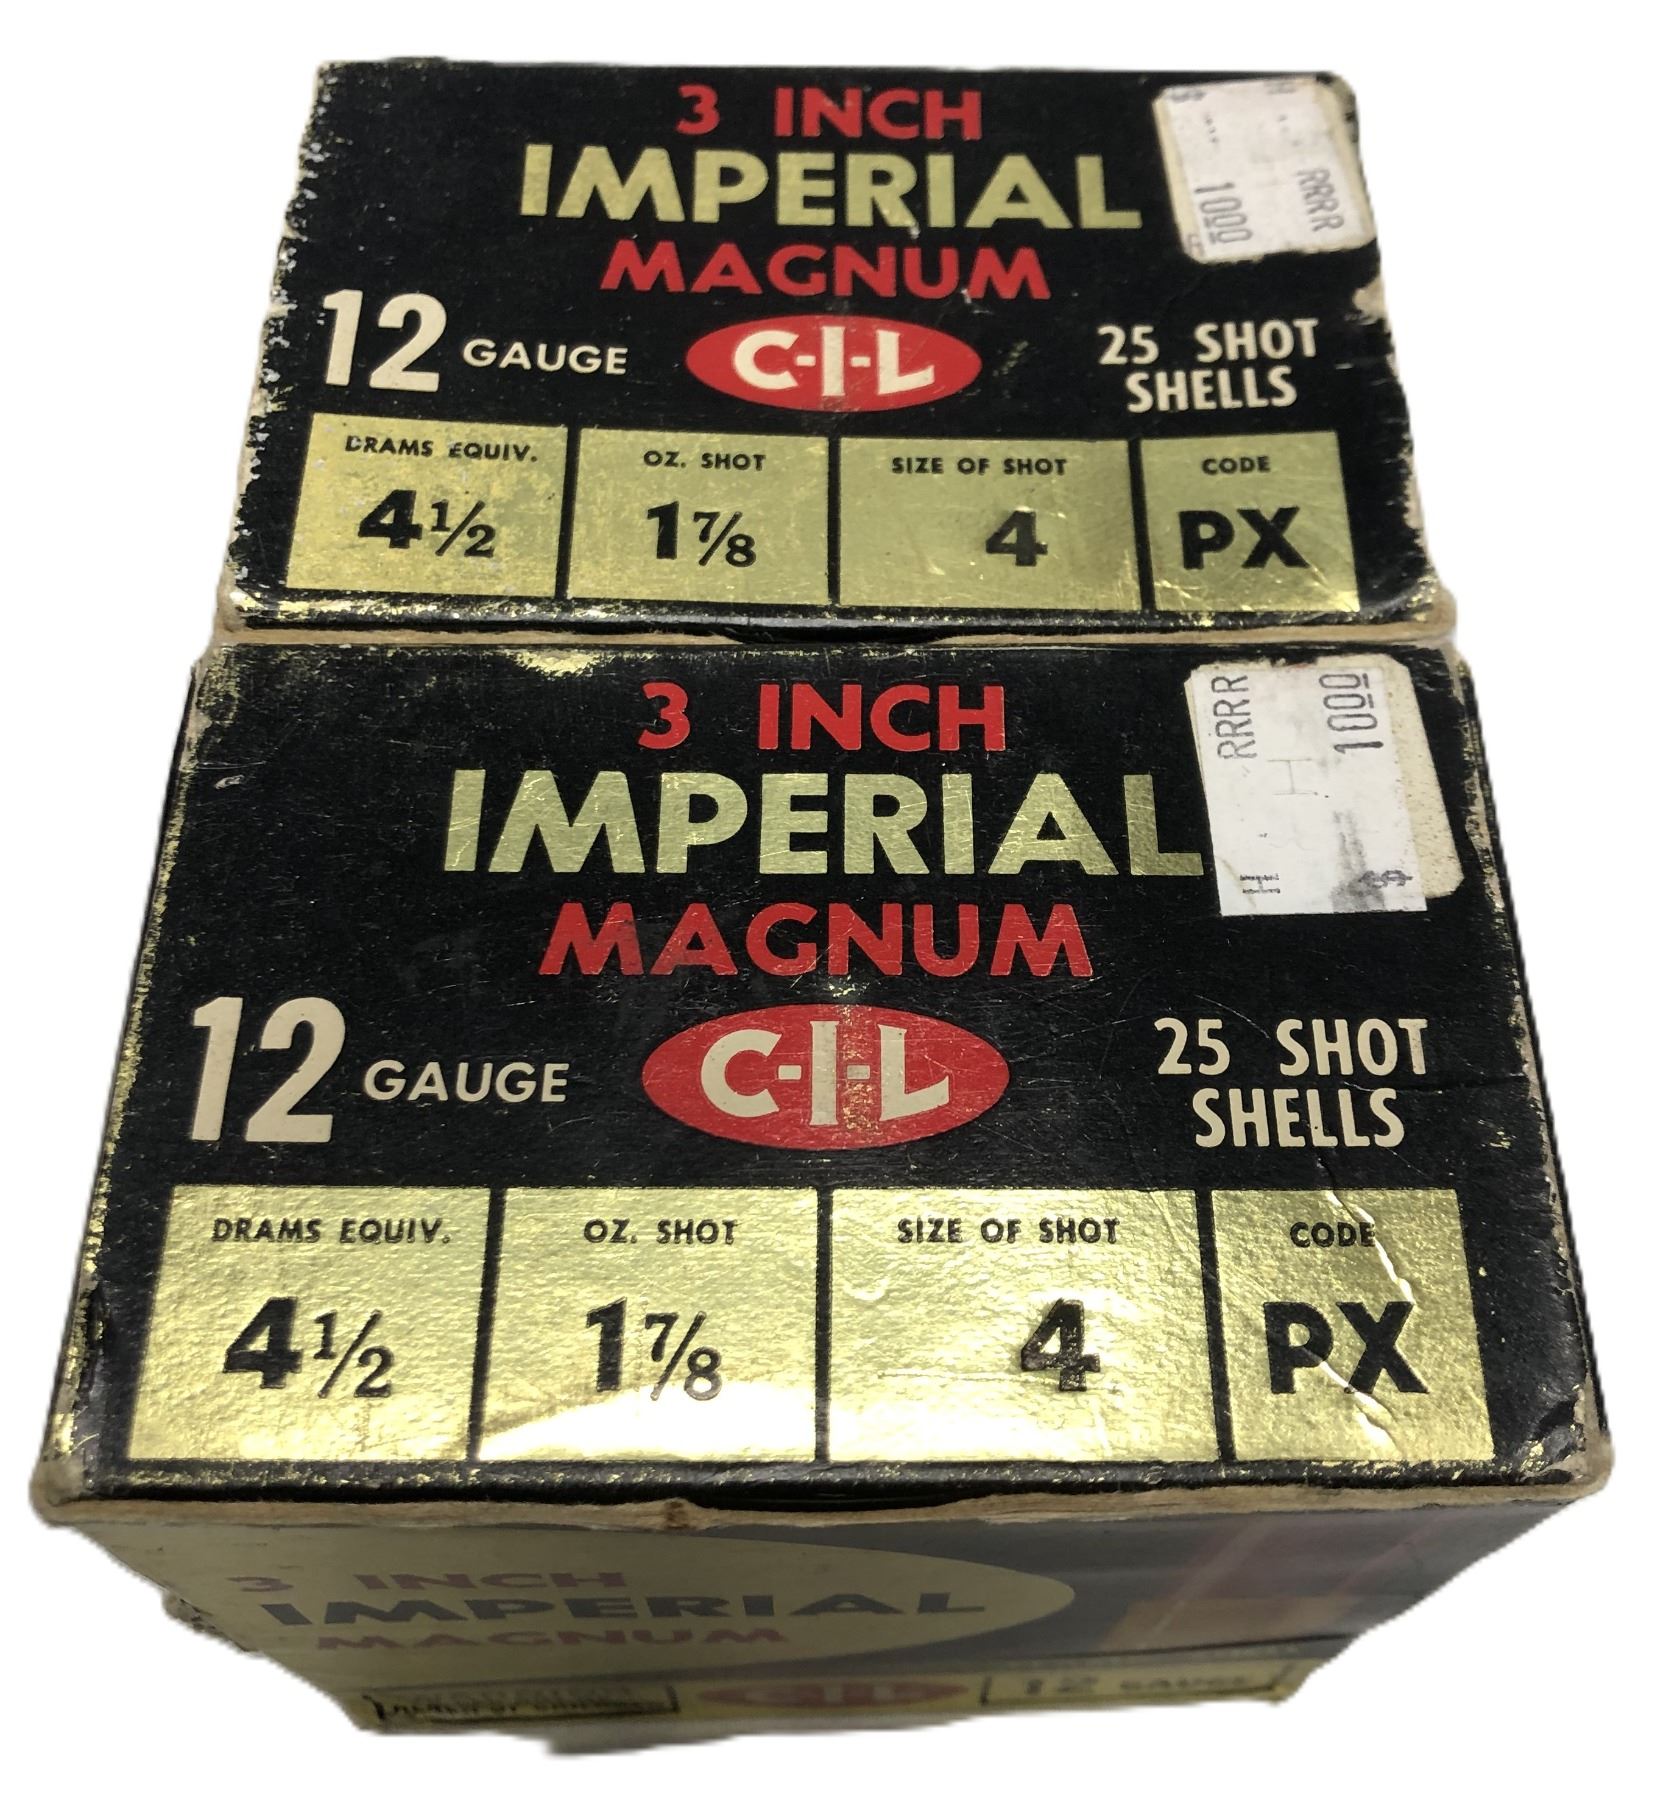 3 INCH
IMPERIAL
MAGNUM
12 GAUGE
C-I-L
25 SHOT
SHELLS
DRAMS EQUIV.
4½
OZ. SHOT
1⅞
SIZE OF SHOT
4
CODE
PX
H RRRR
$ 1000
3 INCH
IMPERIAL
MAGNUM
12 GAUGE
C-I-L
25 SHOT
SHELLS
DRAMS EQUIV.
4½
OZ. SHOT
1⅞
SIZE OF SHOT
4
CODE
PX
H RRRR
$ 1000
3 INCH
IMPERIAL
MAGNUM
C-I-L
12 GAUGE